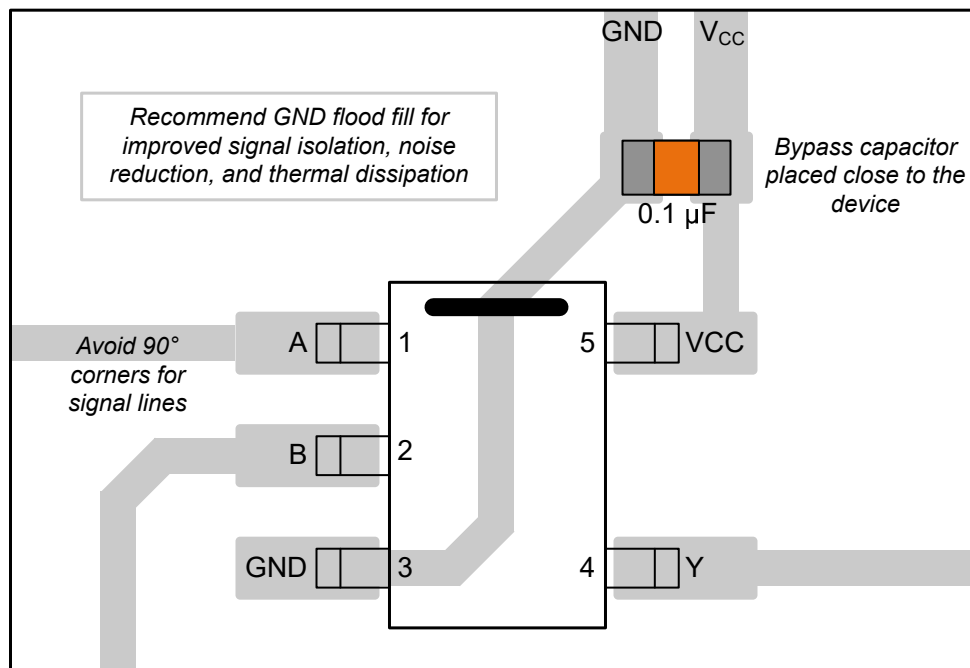 GND
V_CC
Recommend GND flood fill for
improved signal isolation, noise
reduction, and thermal dissipation
Bypass capacitor
placed close to the
device
0.1 µF
A
1
5
VCC
Avoid 90°
corners for
signal lines
B
2
GND
3
4
Y